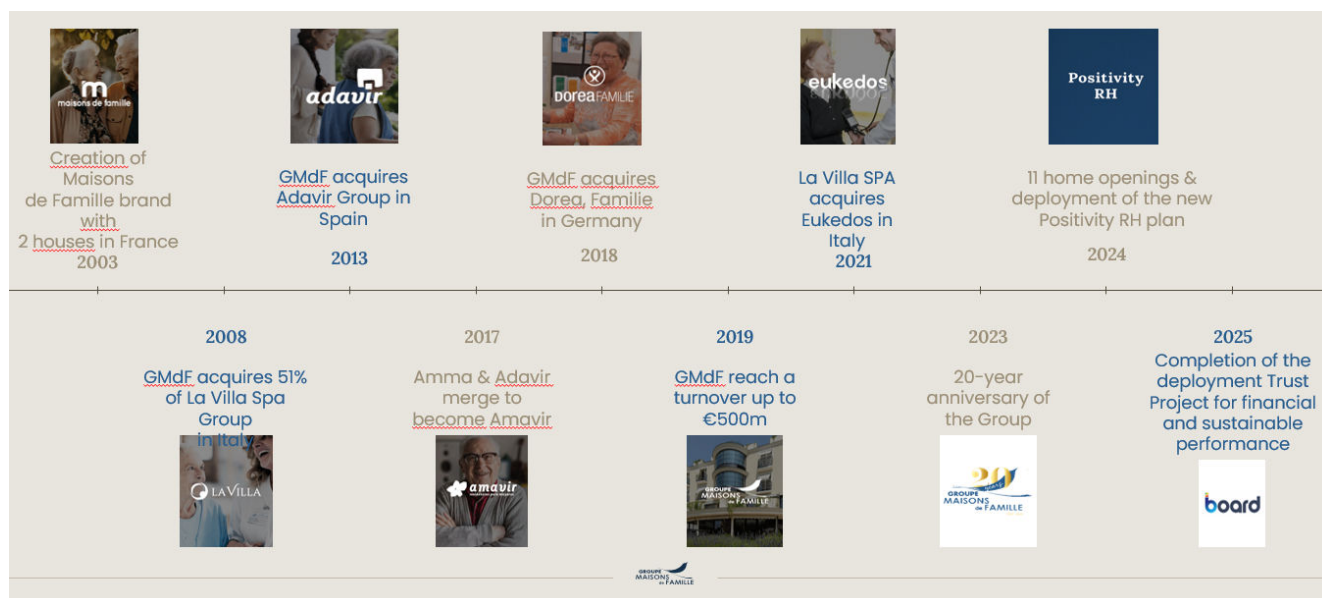 m
maisons de famille
Creation of
Maisons
de Famille brand
with
2 houses in France
2003
adavir
GMdF acquires
Adavir Group in
Spain
2013
DOREAFAMILIE
GMdF acquires
Dorea, Familie
in Germany
2018
eukedos
La Villa SPA
acquires
Eukedos in
Italy
2021
Positivity
RH
11 home openings &
deployment of the new
Positivity RH plan
2024
2008
GMdF acquires 51%
of La Villa Spa
Group
in Italy
LA VILLA
2017
Amma & Adavir
merge to
become Amavir
amavir
2019
GMdF reach a
turnover up to
€500m
GROUPE
MAISONS
de FAMILLE
2023
20-year
anniversary of
the Group
20
GROUPE
MAISONS
de FAMILLE
2025
Completion of the
deployment Trust
Project for financial
and sustainable
performance
board
GROUPE
MAISONS
de FAMILLE